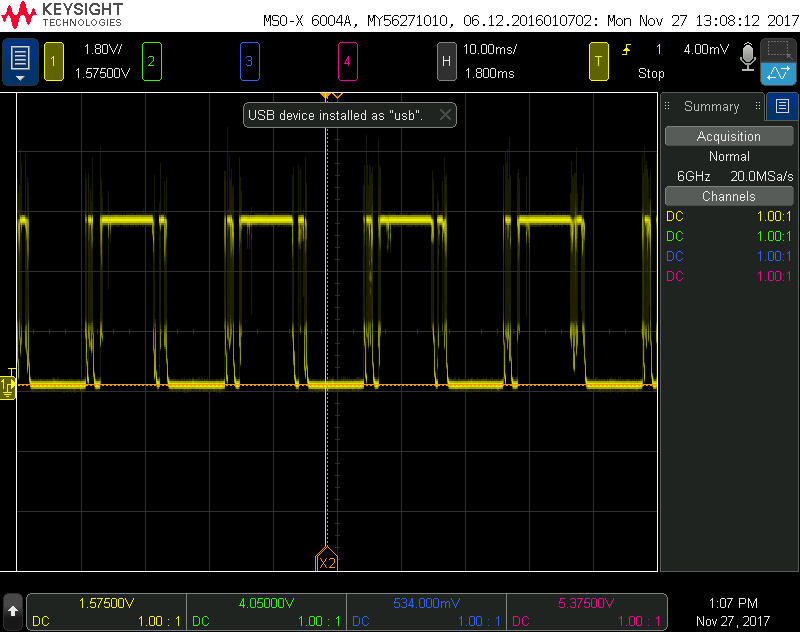 KEYSIGHT
TECHNOLOGIES
MSO-X 6004A, MY56271010, 06.12.2016010702: Mon Nov 27 13:08:12 2017
1 1.80V/ 2 3 4 H 10.00ms/ T 1 4.00mV
1.57500V 1.800ms Stop
USB device installed as "usb".
Summary
Acquisition
Normal
6GHz 20.0MSa/s
Channels
DC 1.00:1
DC 1.00:1
DC 1.00:1
DC 1.00:1
T
1
X2
1.57500V 4.05000V 534.000mV 5.37500V 1:07 PM
DC 1.00 : 1 DC 1.00 : 1 DC 1.00 : 1 DC 1.00 : 1 Nov 27, 2017